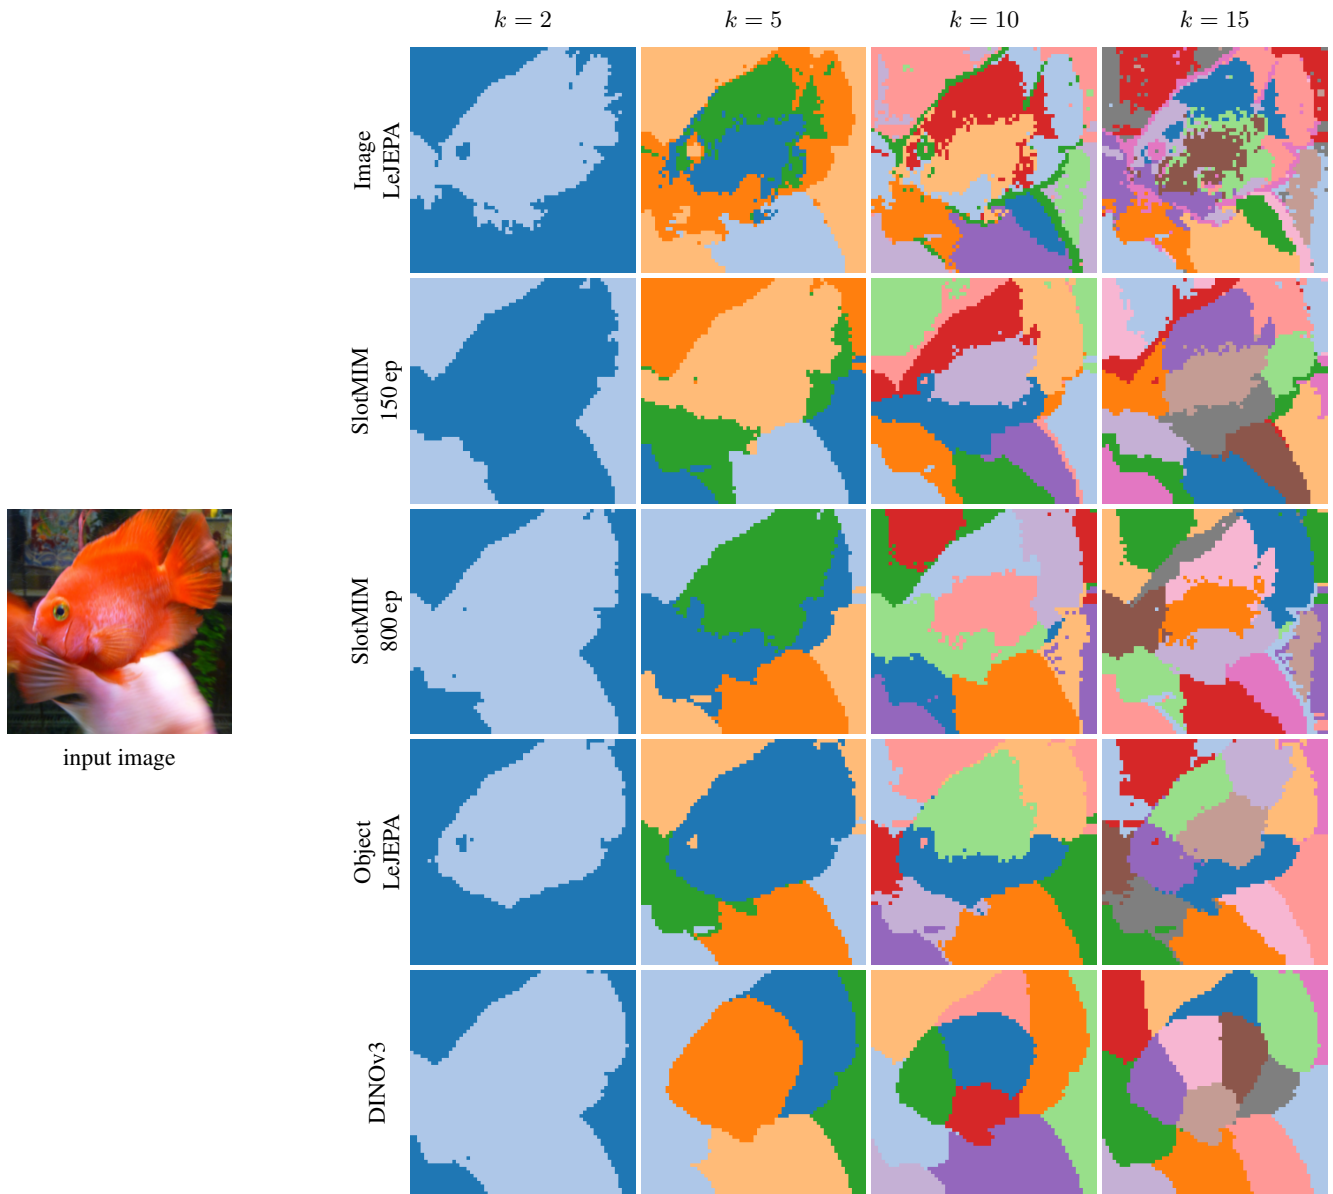 k = 2
k = 5
k = 10
k = 15
Image
LeJEPA
SlotMIM
150 ep
SlotMIM
800 ep
input image
Object
LeJEPA
DINOv3